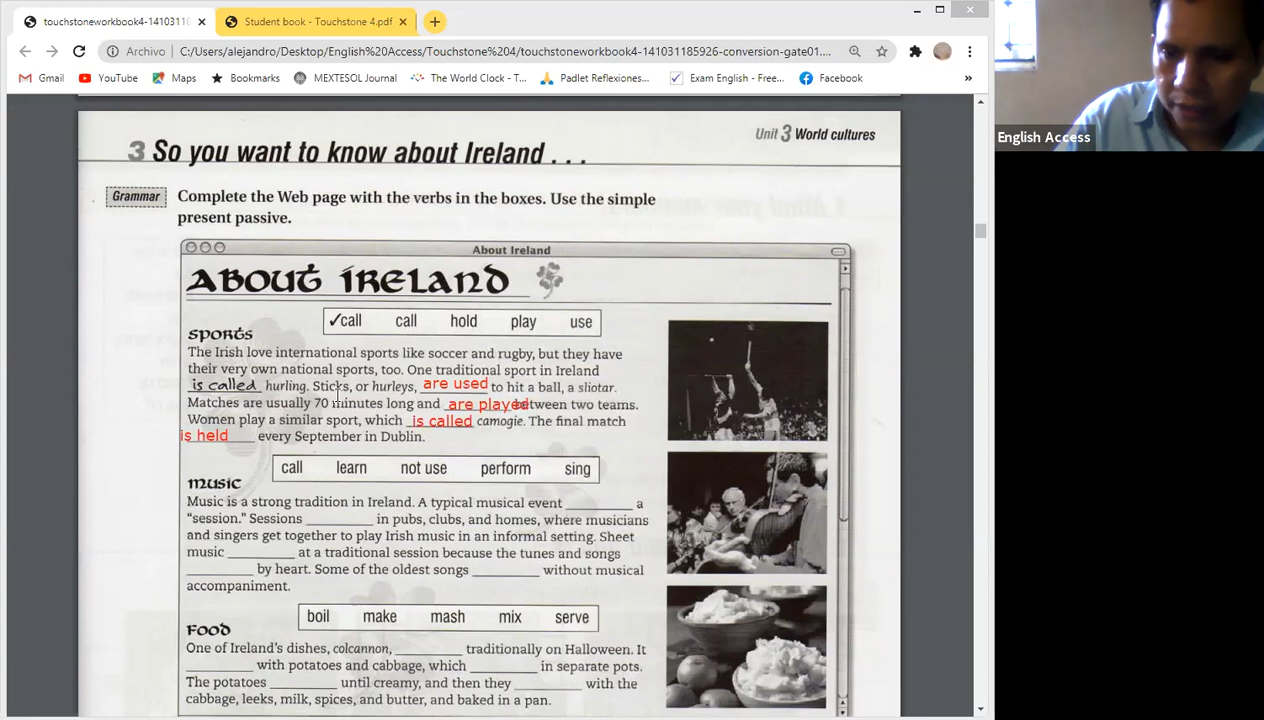 touchstoneworkbook4-1410311185
Student book - Touchstone 4.pdf
Archivo
C:/Users/alejandro/Desktop/English%20Access/Touchstone%204/touchstoneworkbook4-141031185926-conversion-gate01....
Gmail
YouTube
Maps
Bookmarks
MEXTESOL Journal
The World Clock - T...
Padlet Reflexiones...
Exam English - Free...
Facebook
»
English Access
Unit 3 World cultures
3 So you want to know about Ireland . . .
Grammar
Complete the Web page with the verbs in the boxes. Use the simple
present passive.
About Ireland
About Ireland
✓call call hold play use
Sports
The Irish love international sports like soccer and rugby, but they have
their very own national sports, too. One traditional sport in Ireland
is called hurling. Sticks, or hurleys, are used to hit a ball, a sliotar.
Matches are usually 70 minutes long and are played between two teams.
Women play a similar sport, which is called camogie. The final match
is held every September in Dublin.
call learn not use perform sing
Music
Music is a strong tradition in Ireland. A typical musical event _________ a
“session.” Sessions _________ in pubs, clubs, and homes, where musicians
and singers get together to play Irish music in an informal setting. Sheet
music _________ at a traditional session because the tunes and songs
_________ by heart. Some of the oldest songs _________ without musical
accompaniment.
boil make mash mix serve
Food
One of Ireland's dishes, colcannon, _________ traditionally on Halloween. It
_________ with potatoes and cabbage, which _________ in separate pots.
The potatoes _________ until creamy, and then they _________ with the
cabbage, leeks, milk, spices, and butter, and baked in a pan.